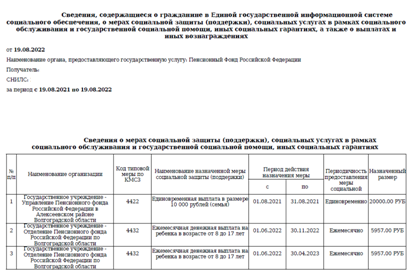 Сведения, содержащиеся о гражданине в Единой государственной информационной системе
социального обеспечения, о мерах социальной защиты (поддержки), социальных услугах в рамках социального
обслуживания и государственной социальной помощи, иных социальных гарантиях, а также о выплатах и
иных вознаграждениях
от 19.08.2022
Наименование органа, предоставляющего государственную услугу: Пенсионный Фонд Российской Федерации
Получатель:
СНИЛС:
за период с 19.08.2021 по 19.08.2022
Сведения о мерах социальной защиты (поддержки), социальных услугах в рамках
социального обслуживания и государственной социальной помощи, иных социальных гарантиях
№ п/п
Наименование организации
Код типовой меры по КМСЗ
Наименование назначенной меры социальной защиты (поддержки)
Период действия назначения меры
с
по
Периодичность предоставления меры социальной
Назначенный размер
1
Государственное учреждение -
Управление Пенсионного фонда
Российской Федерации в
Алексеевском районе
Волгоградской области
4422
Единовременная выплата в размере
10 000 рублей (семьи)
01.08.2021
31.08.2021
Единовременно
20000.00 РУБ
2
Государственное учреждение -
Отделение Пенсионного фонда
Российской Федерации по
Волгоградской области
4432
Ежемесячная денежная выплата на
ребенка в возрасте от 8 до 17 лет
01.06.2022
30.11.2022
Ежемесячно
5957.00 РУБ
3
Государственное учреждение -
Отделение Пенсионного фонда
Российской Федерации по
Волгоградской области
4432
Ежемесячная денежная выплата на
ребенка в возрасте от 8 до 17 лет
01.06.2022
30.04.2023
Ежемесячно
5957.00 РУБ